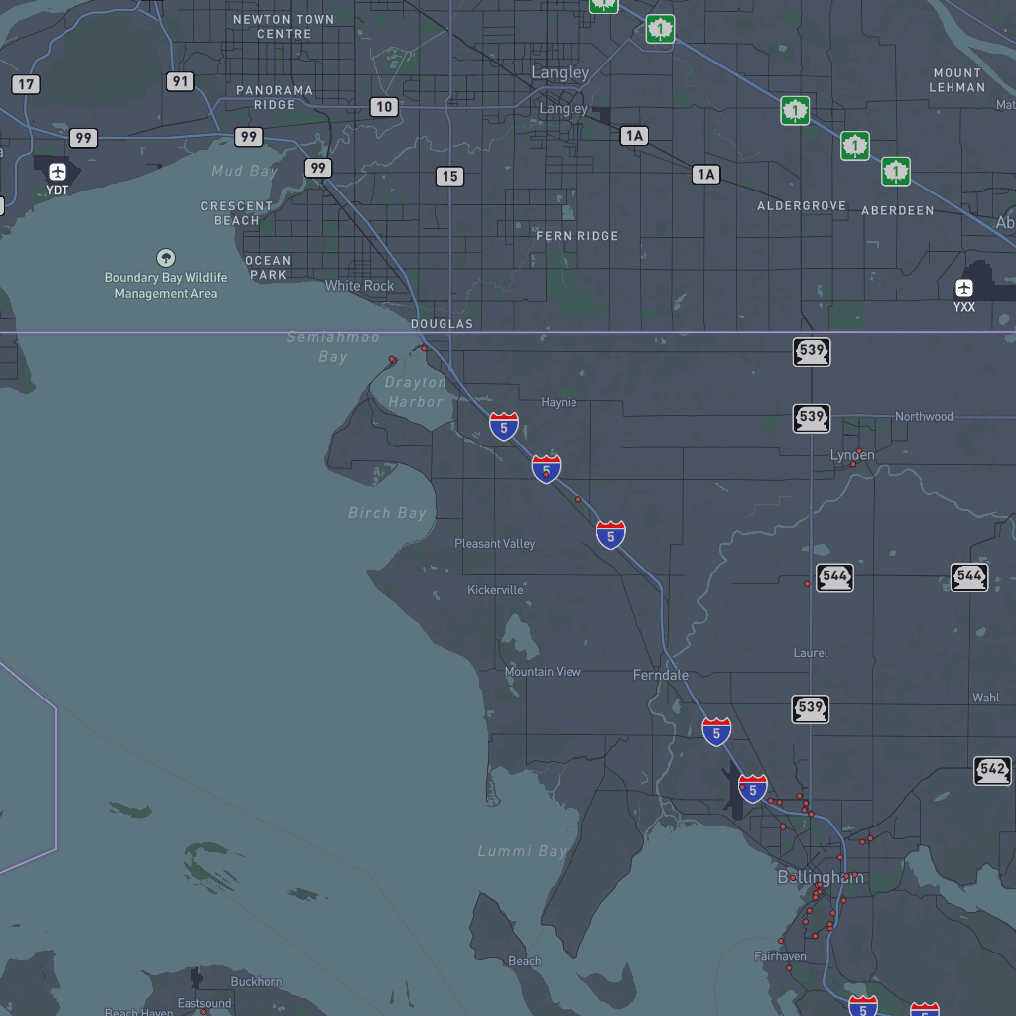 NEWTON TOWN
CENTRE
1
1
Langley
MOUNT
LEHMAN
17
91
PANORAMA
RIDGE
10
Langley
1
Mat
99
99
1A
1
99
Mud Bay
15
1A
1
YDT
CRESCENT
BEACH
ALDERGROVE
ABERDEEN
Ab
FERN RIDGE
OCEAN
PARK
Boundary Bay Wildlife
Management Area
White Rock
YXX
DOUGLAS
Semiahmoo
Bay
539
Drayton
Harbor
Haynie
539
Northwood
5
Lynden
5
Birch Bay
5
Pleasant Valley
544
544
Kickerville
Laurel
Mountain View
Ferndale
Wahl
539
5
542
5
Lummi Bay
Bellingham
Fairhaven
Beach
Buckhorn
Eastsound
Beach Haven
5
5